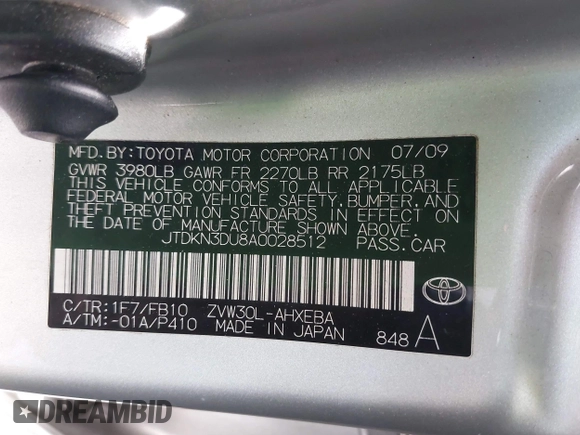 MFD. BY: TOYOTA MOTOR CORPORATION 07/09
GVWR 3980LB GAWR FR 2270LB RR 2175LB
THIS VEHICLE CONFORMS TO ALL APPLICABLE
FEDERAL MOTOR VEHICLE SAFETY, BUMPER, AND
THEFT PREVENTION STANDARDS IN EFFECT ON
THE DATE OF MANUFACTURE SHOWN ABOVE.
JTDKN3DU8A0028512 PASS. CAR
C/TR: 1F7/FB10 ZVW30L-AHXEBA
A/TM: -01A/P410 MADE IN JAPAN 848 A
TOYOTA
DREAMBID